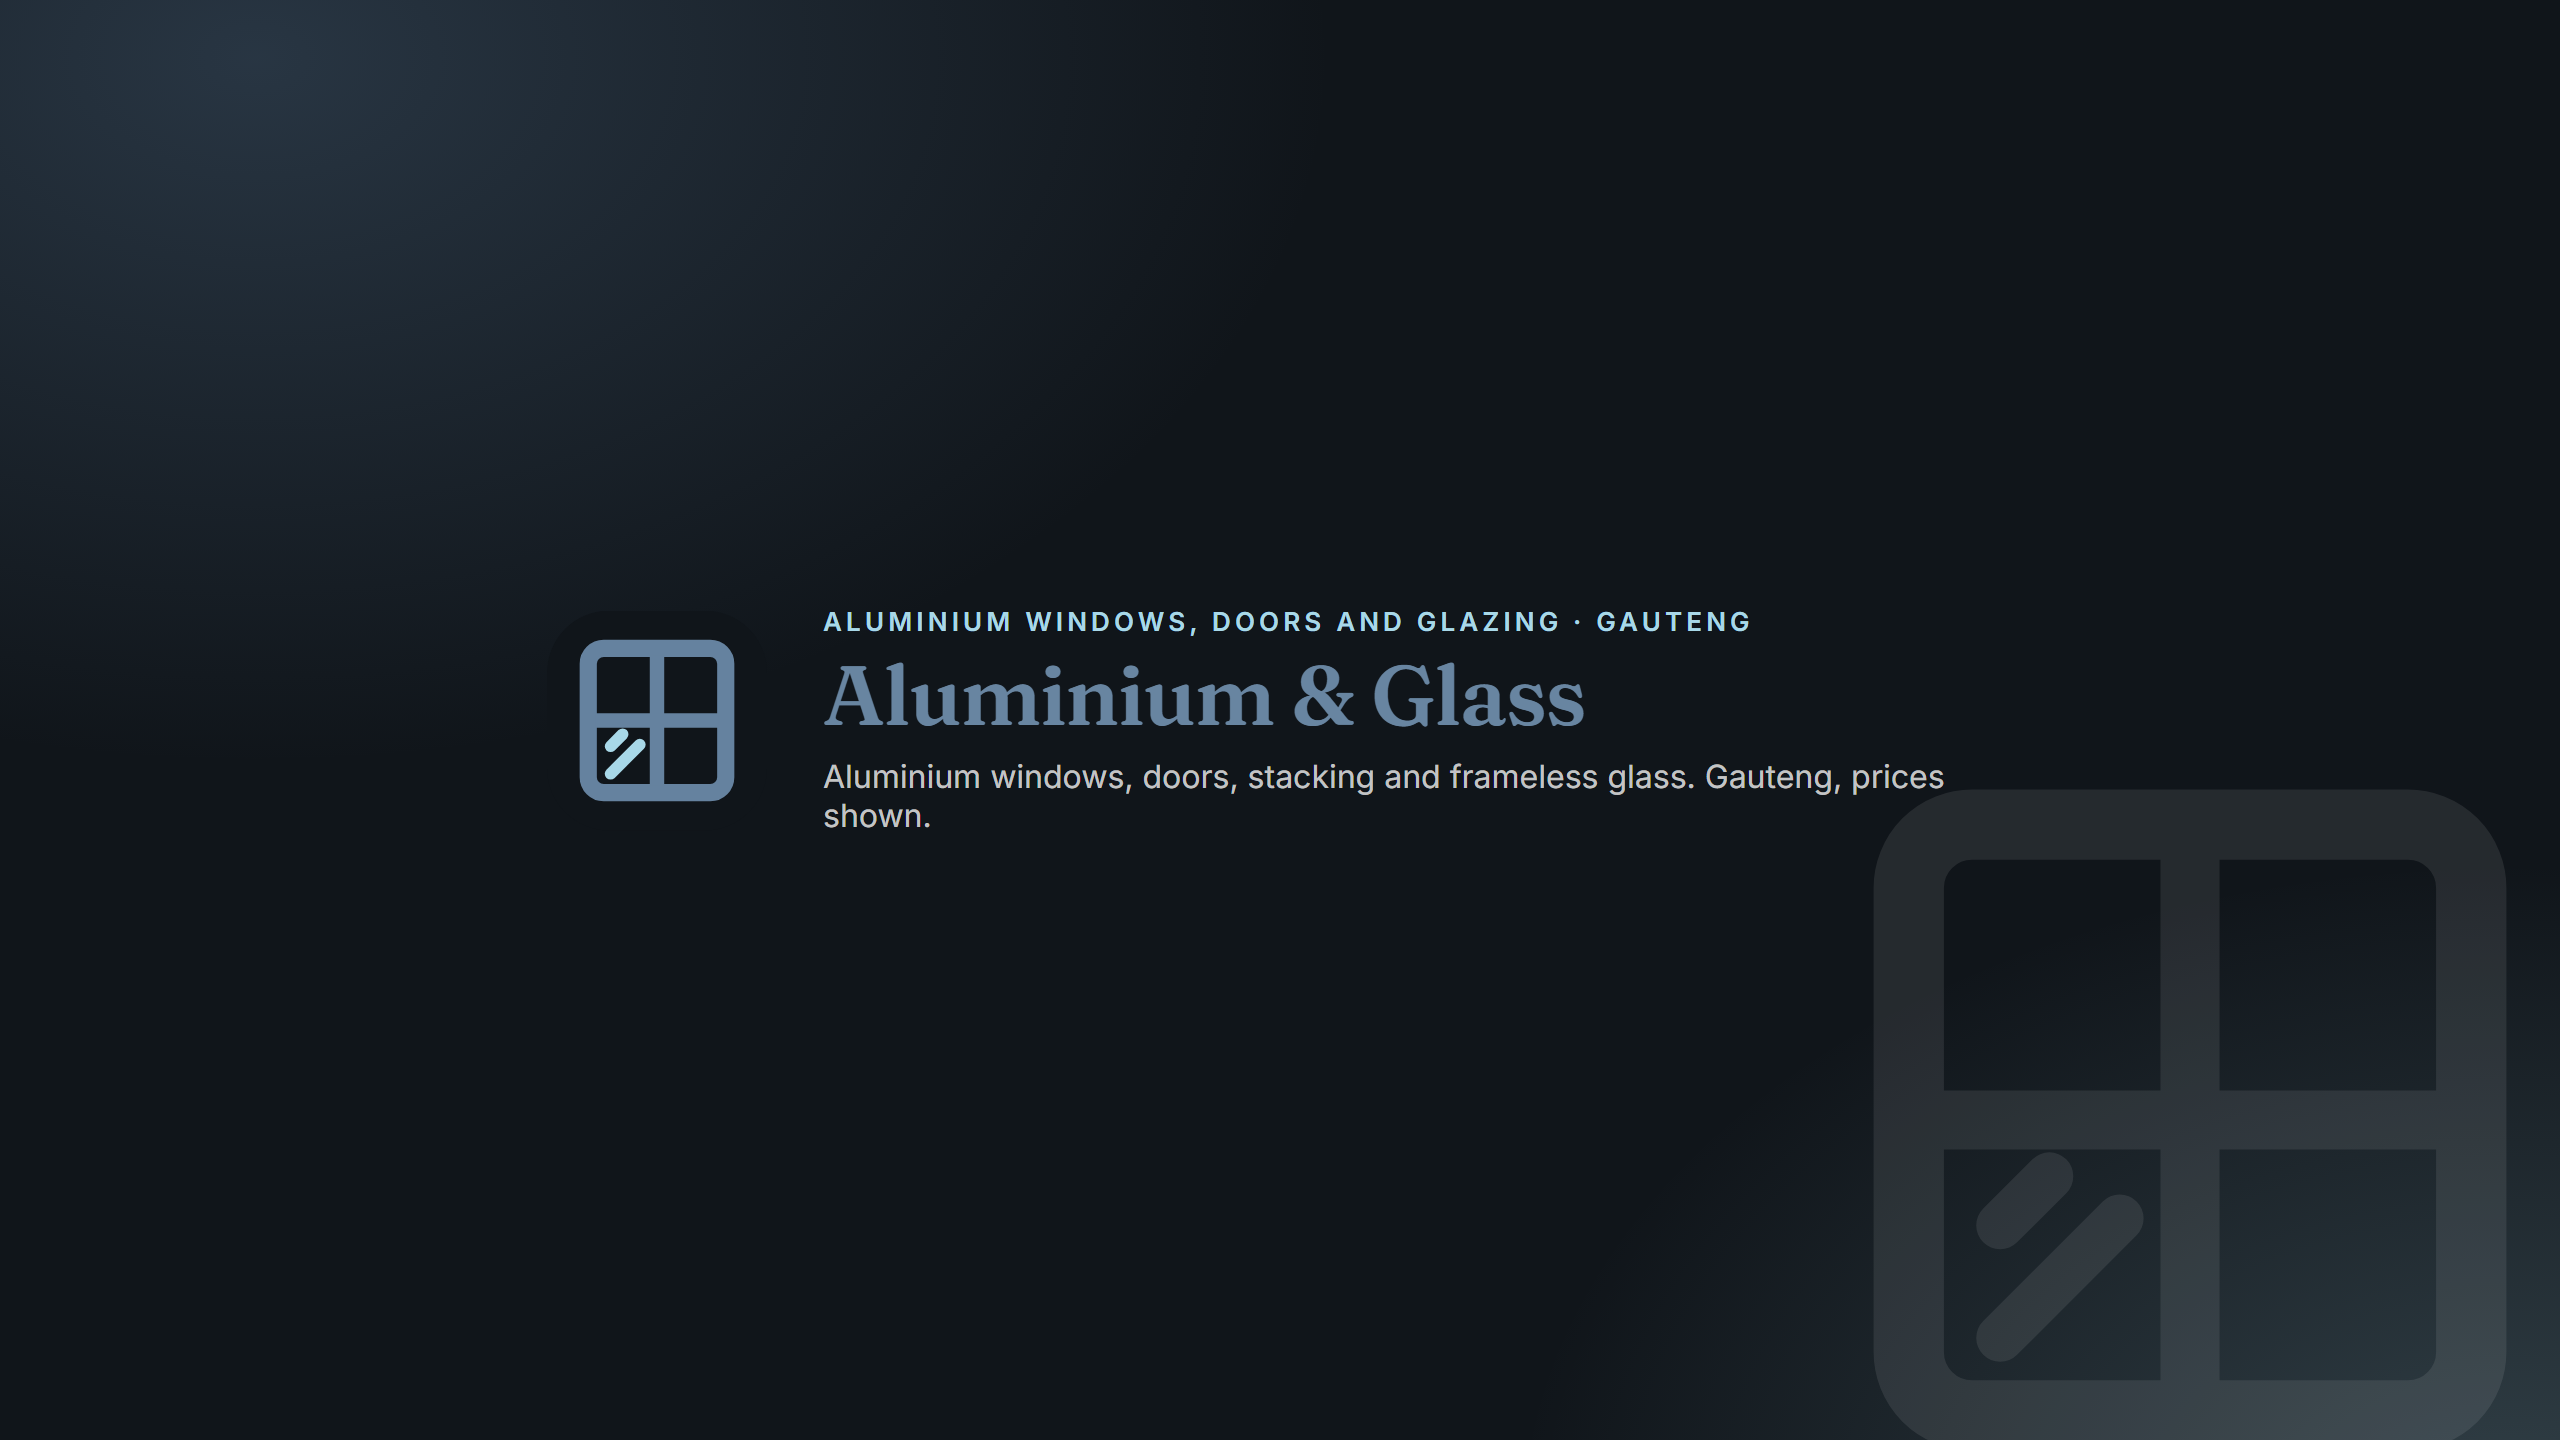 ALUMINIUM WINDOWS, DOORS AND GLAZING · GAUTENG
Aluminium & Glass
Aluminium windows, doors, stacking and frameless glass. Gauteng, prices
shown.